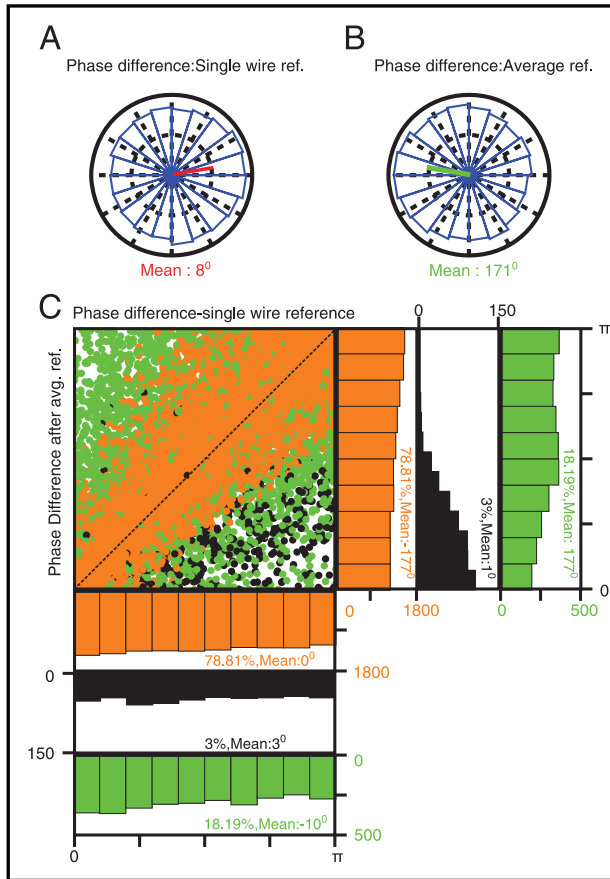 A
B
Phase difference:Single wire ref.
Phase difference:Average ref.
Mean : 8⁰
Mean : 171⁰
C
Phase difference-single wire reference
0
150
Phase Difference after avg. ref.
π
78.81%,Mean:-177⁰
3%,Mean:1⁰
18.19%,Mean: 177⁰
0
0
1800
0
500
78.81%,Mean:0⁰
0
1800
3%,Mean:3⁰
150
0
18.19%,Mean:-10⁰
500
0
π